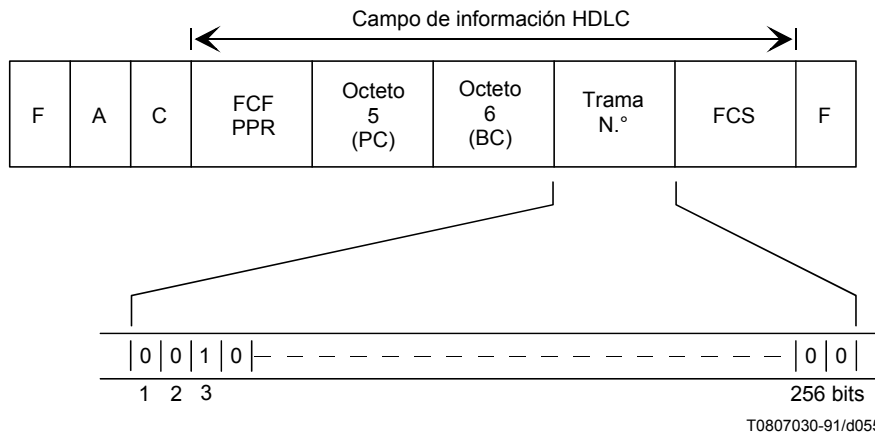 Campo de información HDLC
F A C FCF PPR Octeto 5 (PC) Octeto 6 (BC) Trama N.° FCS F
0 0 1 0 0 0
1 2 3 256 bits
T0807030-91/d055